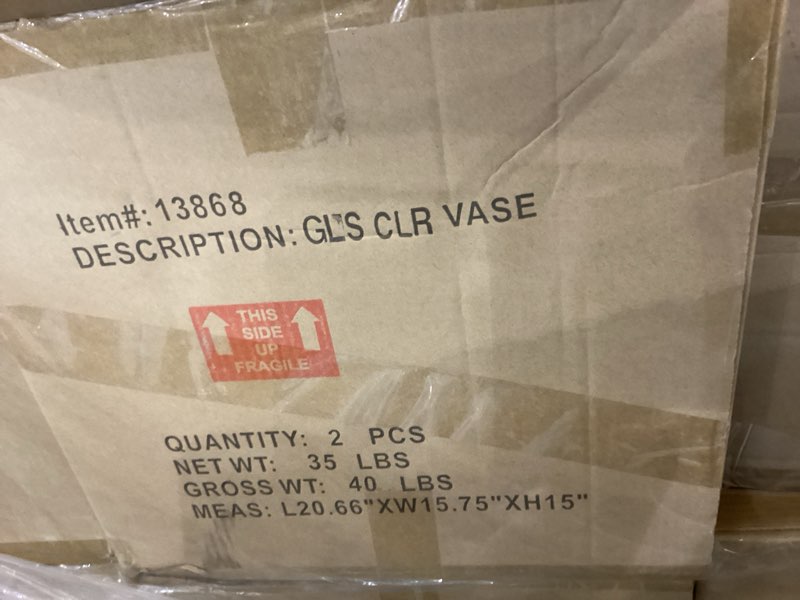 Item#: 13868
DESCRIPTION: GLS CLR VASE
THIS
SIDE
UP
FRAGILE
QUANTITY: 2 PCS
NET WT: 35 LBS
GROSS WT: 40 LBS
MEAS: L20.66"XW15.75"XH15"